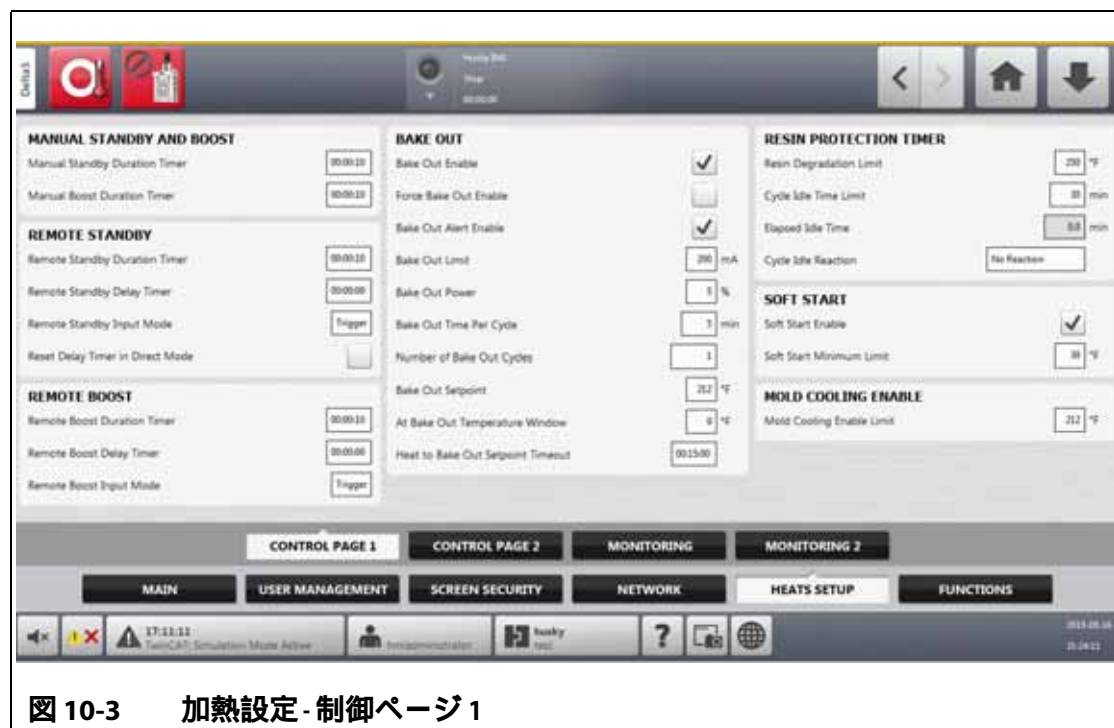 Delta3
Husky
Stop
00:00:00
MANUAL STANDBY AND BOOST
Manual Standby Duration Timer 00:00:10
Manual Boost Duration Timer 00:00:10
REMOTE STANDBY
Remote Standby Duration Timer 00:00:10
Remote Standby Delay Timer 00:00:00
Remote Standby Input Mode Trigger
Reset Delay Timer in Direct Mode
REMOTE BOOST
Remote Boost Duration Timer 00:00:10
Remote Boost Delay Timer 00:00:00
Remote Boost Input Mode Trigger
BAKE OUT
Bake Out Enable
Force Bake Out Enable
Bake Out Alert Enable
Bake Out Limit 200 mA
Bake Out Power 5 %
Bake Out Time Per Cycle 5 min
Number of Bake Out Cycles 1
Bake Out Setpoint 212 °F
At Bake Out Temperature Window 0 °F
Heat to Bake Out Setpoint Timeout 00:15:00
RESIN PROTECTION TIMER
Resin Degradation Limit °F
Cycle Idle Time Limit min
Elapsed Idle Time 0.0 min
Cycle Idle Reaction No Reaction
SOFT START
Soft Start Enable
Soft Start Minimum Limit °F
MOLD COOLING ENABLE
Mold Cooling Enable Limit 212 °F
CONTROL PAGE 1
CONTROL PAGE 2
MONITORING
MONITORING 2
MAIN
USER MANAGEMENT
SCREEN SECURITY
NETWORK
HEATS SETUP
FUNCTIONS
17:11:11
TwinCAT: Simulation Mode Active
hmiadministrator
husky
test
?
図 10-3 加熱設定 - 制御ページ 1